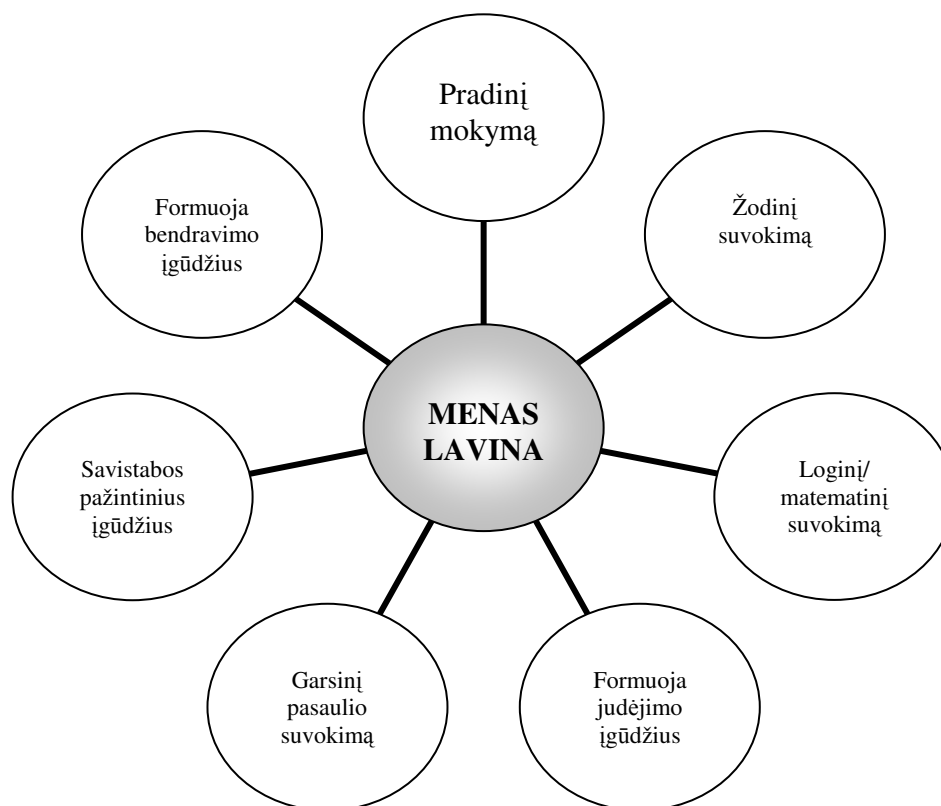 Pradinį
mokymą
Formuoja
bendravimo
įgūdžius
Žodinį
suvokimą
MENAS
LAVINA
Savistabos
pažintinius
įgūdžius
Loginį/
matematinį
suvokimą
Garsinį
pasaulio
suvokimą
Formuoja
judėjimo
įgūdžius